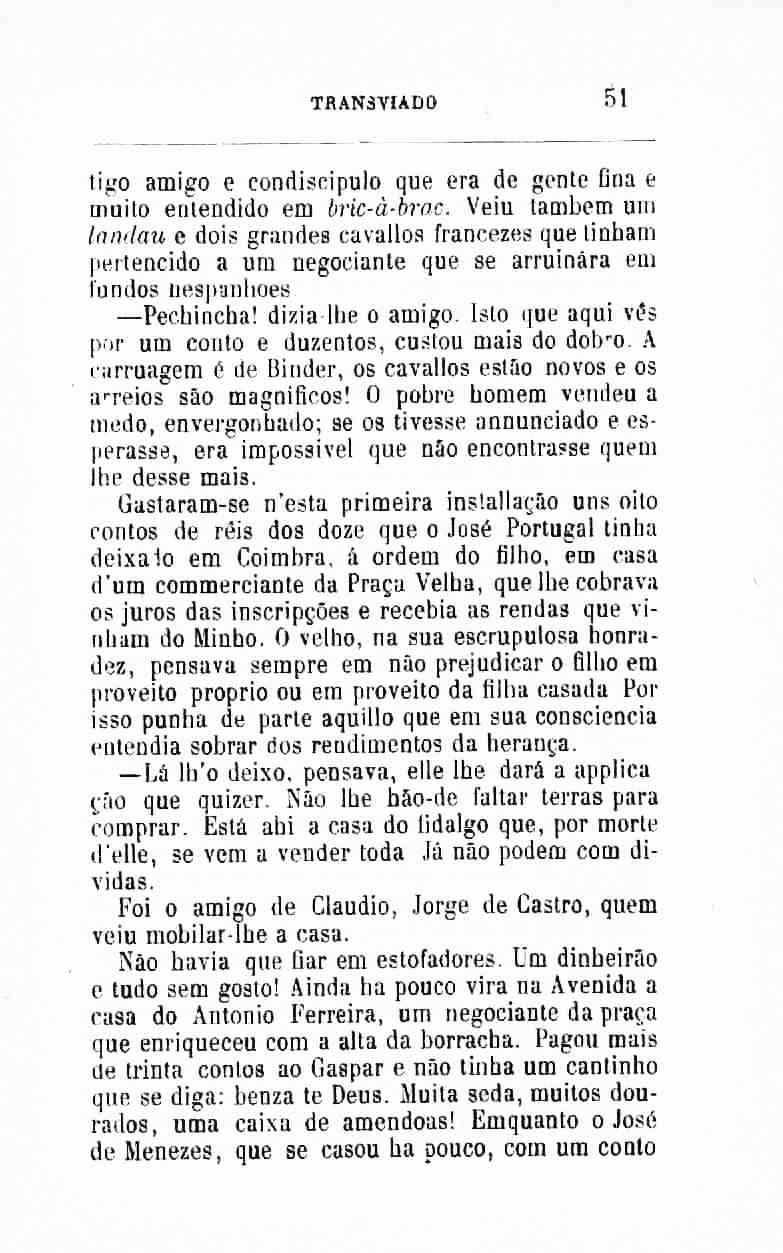 TRANSVIADO 51
tigo amigo e condiscipulo que era de gente fina e
muito entendido em bric-à-brac. Veiu tambem um
landau e dois grandes cavallos francezes que tinham
pertencido a um negociante que se arruinára em
fundos hespanhoes
—Pechincha! dizia-lhe o amigo. Isto que aqui vês
por um conto e duzentos, custou mais do dobro. A
carruagem é de Binder, os cavallos estão novos e os
arreios são magnificos! O pobre homem vendeu a
medo, envergonhado; se os tivesse annunciado e es-
perasse, era impossivel que não encontrasse quem
lhe desse mais.
Gastaram-se n'esta primeira installação uns oito
contos de réis dos doze que o José Portugal tinha
deixado em Coimbra, á ordem do filho, em casa
d'um commerciante da Praça Velha, que lhe cobrava
os juros das inscripções e recebia as rendas que vi-
nham do Minho. O velho, na sua escrupulosa honra-
dez, pensava sempre em não prejudicar o filho em
proveito proprio ou em proveito da filha casada Por
isso punha de parte aquillo que em sua consciencia
entendia sobrar dos rendimentos da herança.
—Lá lh'o deixo, pensava, elle lhe dará a applica
ção que quizer. Não lhe hão-de faltar terras para
comprar. Está ahi a casa do fidalgo que, por morte
d'elle, se vem a vender toda Já não podem com di-
vidas.
Foi o amigo de Claudio, Jorge de Castro, quem
veiu mobilar-lhe a casa.
Não havia que fiar em estofadores. Um dinheirão
e tudo sem gosto! Ainda ha pouco vira na Avenida a
casa do Antonio Ferreira, um negociante da praça
que enriqueceu com a alta da borracha. Pagou mais
de trinta contos ao Gaspar e não tinha um cantinho
que se diga: benza te Deus. Muita seda, muitos dou-
rados, uma caixa de amendoas! Emquanto o José
de Menezes, que se casou ha pouco, com um conto